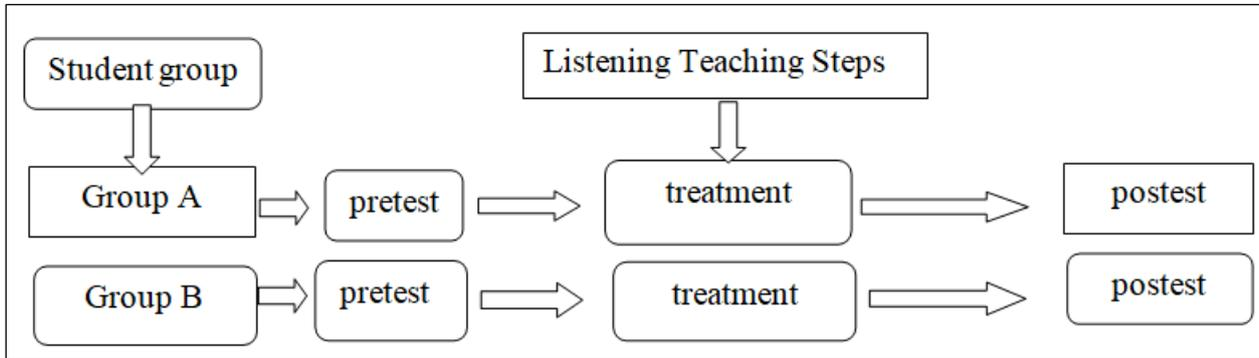 Student group
Listening Teaching Steps
Group A
pretest
treatment
postest
Group B
pretest
treatment
postest